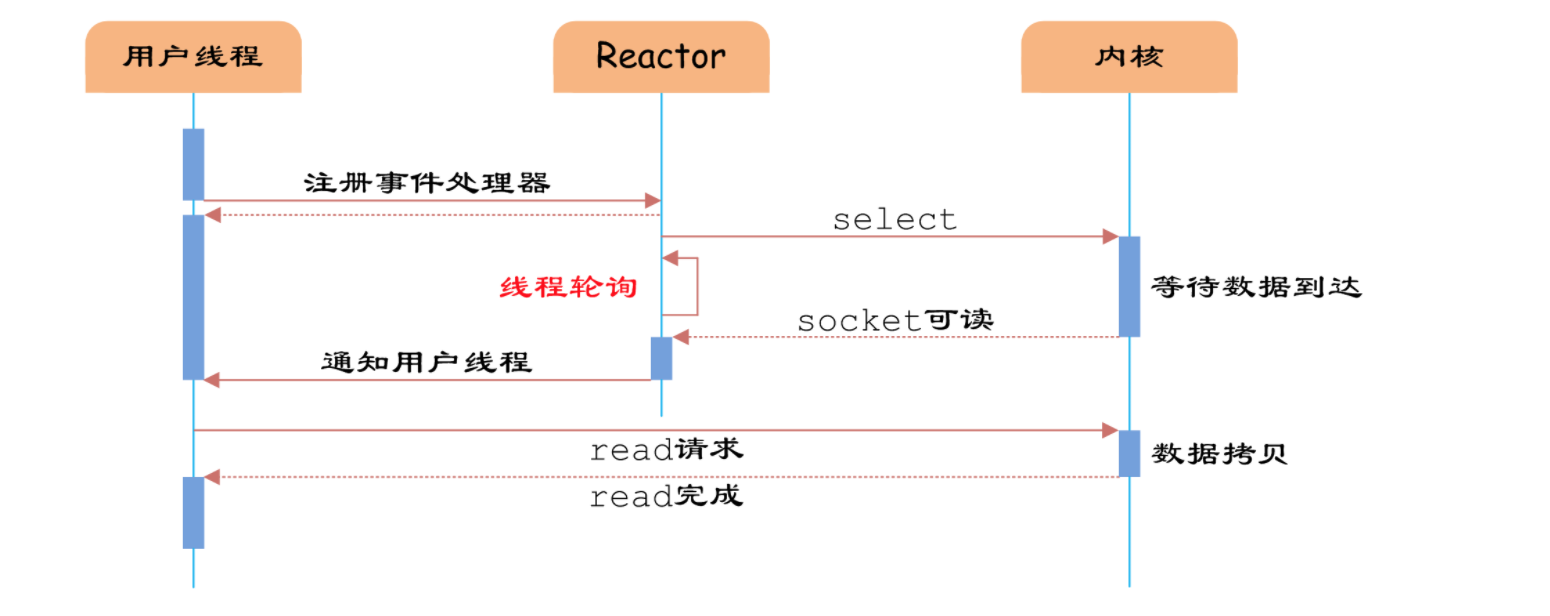 用户线程
Reactor
内核
注册事件处理器
select
线程轮询
等待数据到达
socket可读
通知用户线程
read请求
数据拷贝
read完成